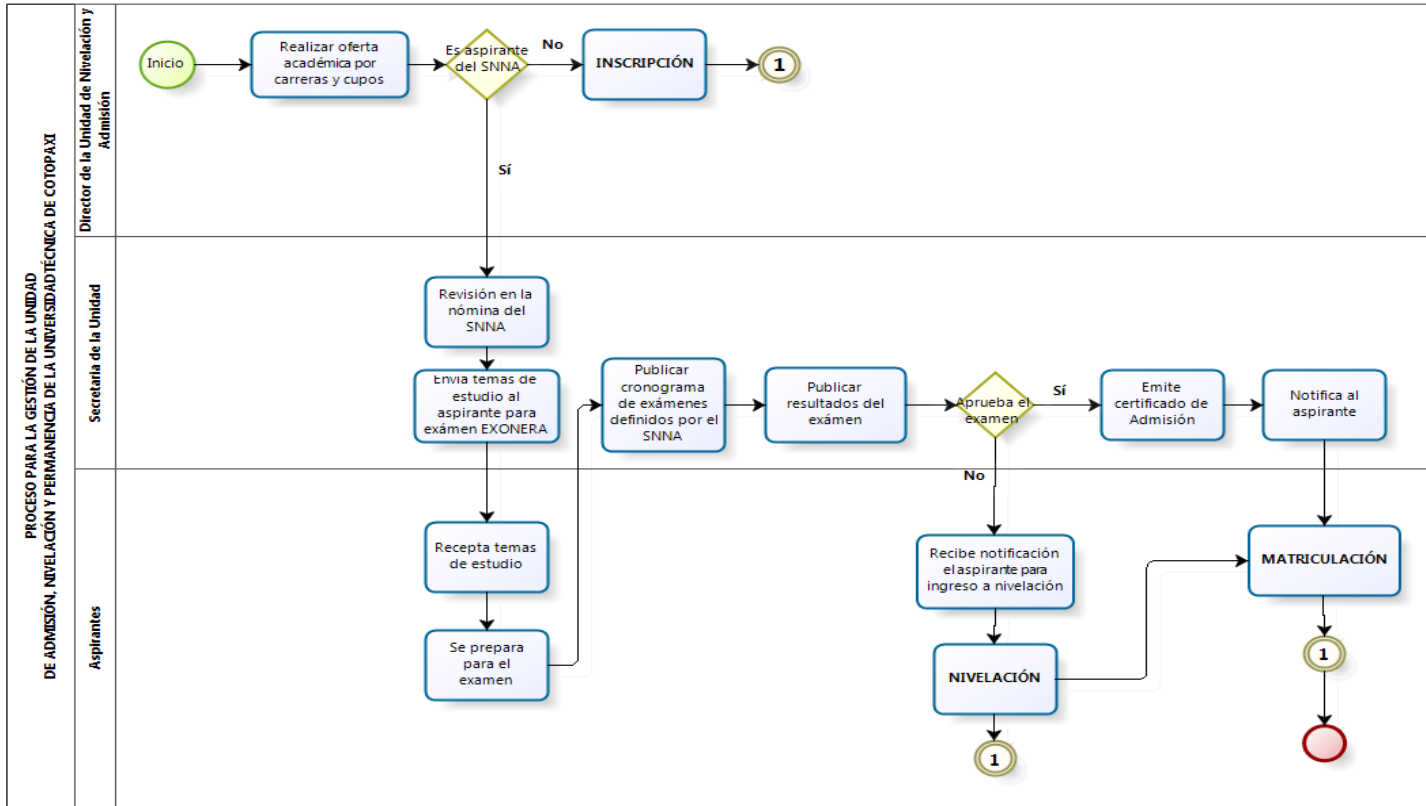 PROCESO PARA LA GESTIÓN DE LA UNIDAD
DE ADMISIÓN, NIVELACIÓN Y PERMANENCIA DE LA UNIVERSIDADTÉCNICA DE COTOPAXI
Director de la Unidad de Nivelación y
Admisión
Inicio
Realizar oferta
académica por
carreras y cupos
Es aspirante
del SNNA
No
INSCRIPCIÓN
1
Sí
Secretaria de la Unidad
Revisión en la
nómina del
SNNA
Envia temas de
estudio al
aspirante para
exámen EXONERA
Publicar
cronograma
de exámenes
definidos por el
SNNA
Publicar
resultados del
exámen
Aprueba el
examen
Sí
Emite
certificado de
Admisión
Notifica al
aspirante
No
Aspirantes
Recepta temas
de estudio
Se prepara
para el
examen
Recibe notificación
el aspirante para
ingreso a nivelación
NIVELACIÓN
1
MATRICULACIÓN
1